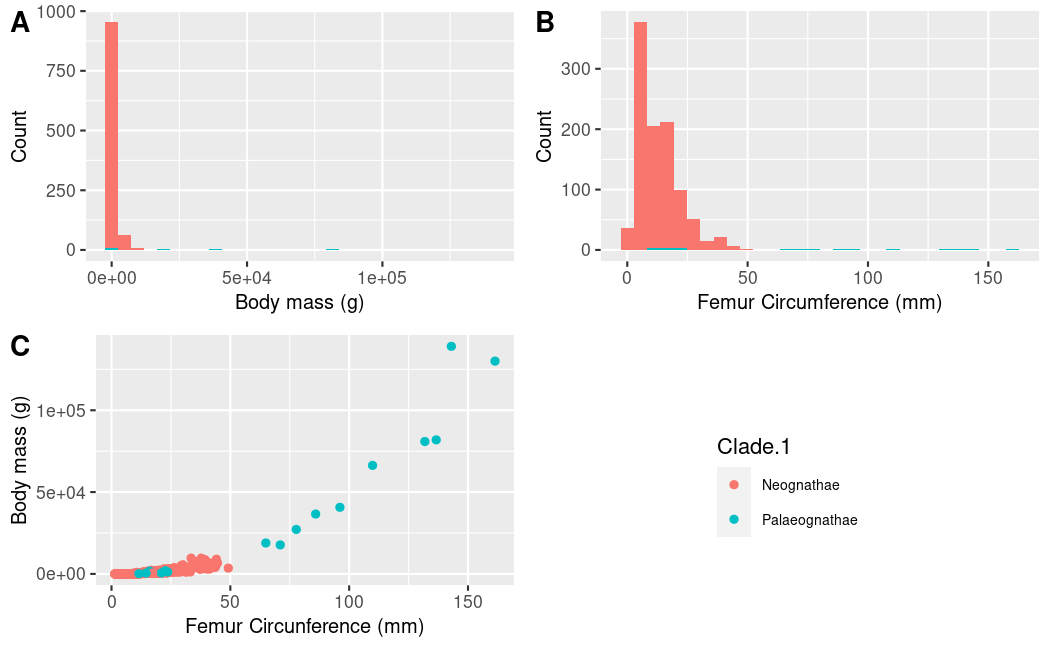 A
1000
750
500
250
0
Count
0e+00
5e+04
1e+05
Body mass (g)
B
300
200
100
0
Count
0
50
100
150
Femur Circumference (mm)
C
1e+05
5e+04
0e+00
Body mass (g)
0
50
100
150
Femur Circunference (mm)
Clade.1
Neognathae
Palaeognathae